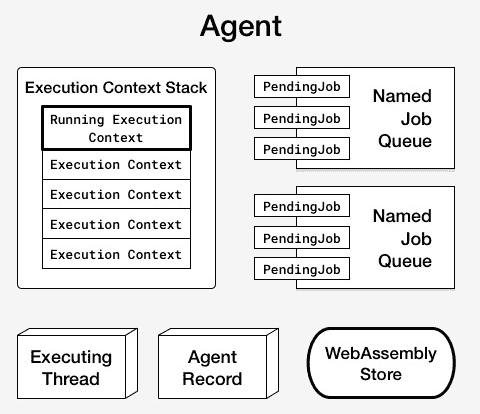 Agent
Execution Context Stack
Running Execution
Context
Execution Context
Execution Context
Execution Context
Execution Context
PendingJob
PendingJob
PendingJob
Named
Job
Queue
PendingJob
PendingJob
PendingJob
Named
Job
Queue
Executing
Thread
Agent
Record
WebAssembly
Store